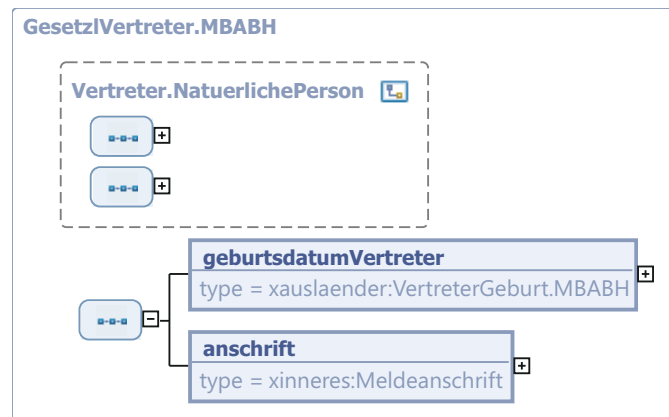 GesetzlVertreter.MBABH
Vertreter.NatuerlichePerson
geburtsdatumVertreter
type = xauslaender:VertreterGeburt.MBABH
anschrift
type = xinneres:Meldeanschrift